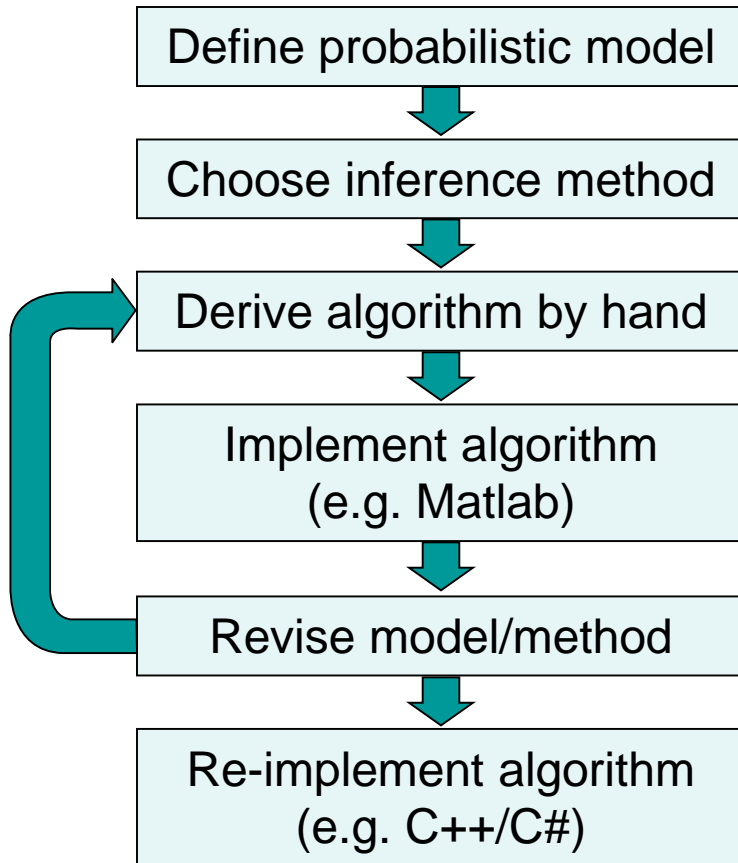 Define probabilistic model
Choose inference method
Derive algorithm by hand
Implement algorithm
(e.g. Matlab)
Revise model/method
Re-implement algorithm
(e.g. C++/C#)